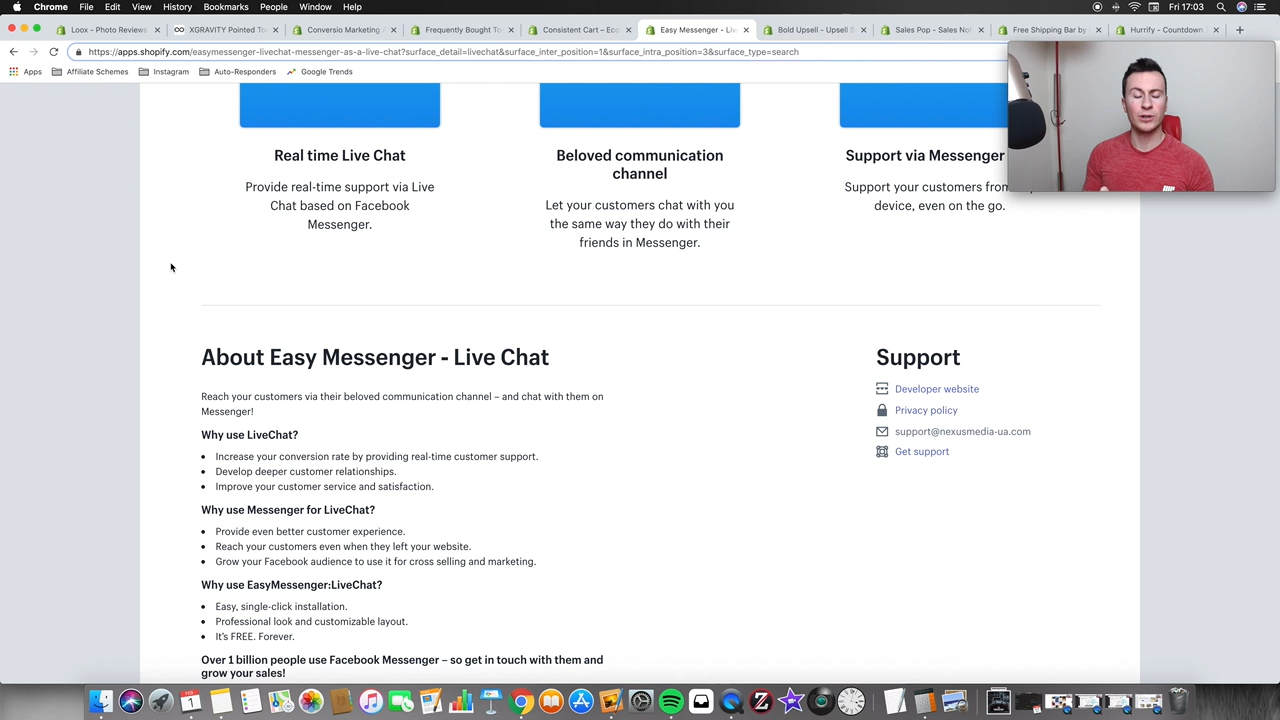 Chrome File Edit View History Bookmarks People Window Help Fri 17:03
Loox - Photo Reviews XGRAVITY Pointed To Conversio Marketing Frequently Bought To Consistent Cart – Eco Easy Messenger - Liv Bold Upsell - Upsell S Sales Pop - Sales Not Free Shipping Bar by Hurrify - Countdown
https://apps.shopify.com/easymessenger-livechat-messenger-as-a-live-chat?surface_detail=livechat&surface_inter_position=1&surface_intra_position=3&surface_type=search
Apps Affiliate Schemes Instagram Auto-Responders Google Trends
Real time Live Chat
Provide real-time support via Live
Chat based on Facebook
Messenger.
Beloved communication
channel
Let your customers chat with you
the same way they do with their
friends in Messenger.
Support via Messenger
Support your customers from
device, even on the go.
About Easy Messenger - Live Chat
Reach your customers via their beloved communication channel – and chat with them on
Messenger!
Why use LiveChat?
• Increase your conversion rate by providing real-time customer support.
• Develop deeper customer relationships.
• Improve your customer service and satisfaction.
Why use Messenger for LiveChat?
• Provide even better customer experience.
• Reach your customers even when they left your website.
• Grow your Facebook audience to use it for cross selling and marketing.
Why use EasyMessenger:LiveChat?
• Easy, single-click installation.
• Professional look and customizable layout.
• It's FREE. Forever.
Over 1 billion people use Facebook Messenger – so get in touch with them and
grow your sales!
Support
Developer website
Privacy policy
support@nexusmedia-ua.com
Get support